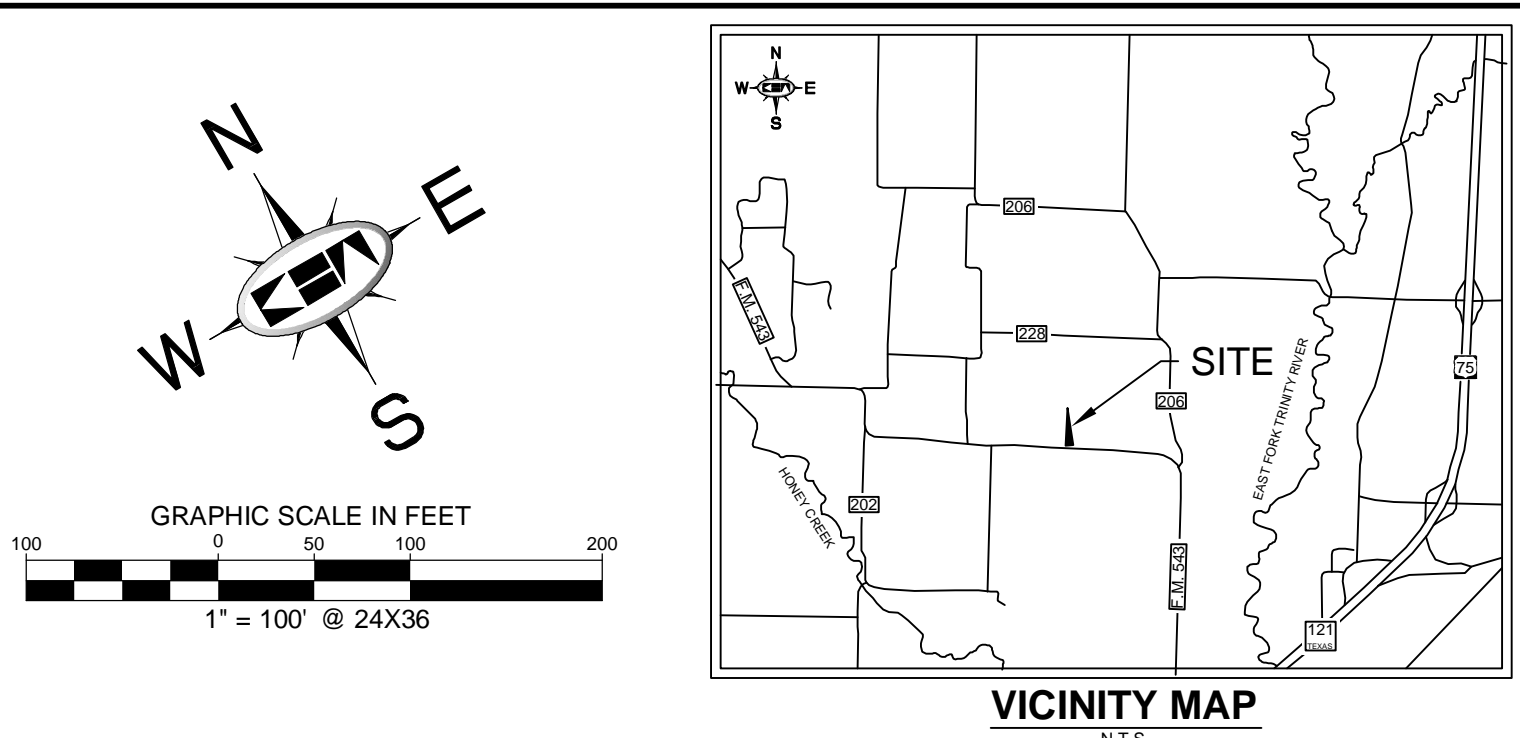 N
E
W
S
GRAPHIC SCALE IN FEET
100 0 50 100 200
1" = 100' @ 24X36
N
W E
S
206
F.M. 543
228
SITE
75
206
EAST FORK TRINITY RIVER
HONEY CREEK
202
F.M. 543
121
TEXAS
VICINITY MAP
N.T.S.